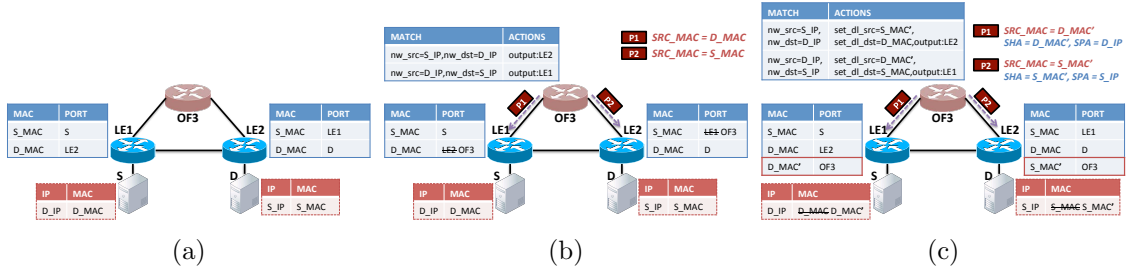 OF3
LE1
LE2
MAC PORT
S_MAC S
D_MAC LE2
MAC PORT
S_MAC LE1
D_MAC D
S
D
IP MAC
D_IP D_MAC
IP MAC
S_IP S_MAC
(a)
MATCH ACTIONS
nw_src=S_IP,nw_dst=D_IP output:LE2
nw_src=D_IP,nw_dst=S_IP output:LE1
P1 SRC_MAC = D_MAC
P2 SRC_MAC = S_MAC
P1
P2
OF3
LE1
LE2
MAC PORT
S_MAC S
D_MAC LE2 OF3
MAC PORT
S_MAC LE1 OF3
D_MAC D
S
D
IP MAC
D_IP D_MAC
IP MAC
S_IP S_MAC
(b)
MATCH ACTIONS
nw_src=S_IP, set_dl_src=S_MAC',
nw_dst=D_IP set_dl_dst=D_MAC,output:LE2
nw_src=D_IP, set_dl_src=D_MAC',
nw_dst=S_IP set_dl_dst=S_MAC,output:LE1
P1 SRC_MAC = D_MAC'
SHA = D_MAC', SPA = D_IP
P2 SRC_MAC = S_MAC'
SHA = S_MAC', SPA = S_IP
P1
P2
OF3
LE1
LE2
MAC PORT
S_MAC S
D_MAC LE2
D_MAC' OF3
MAC PORT
S_MAC LE1
D_MAC D
S_MAC' OF3
S
D
IP MAC
D_IP D_MAC D_MAC'
IP MAC
S_IP S_MAC S_MAC'
(c)